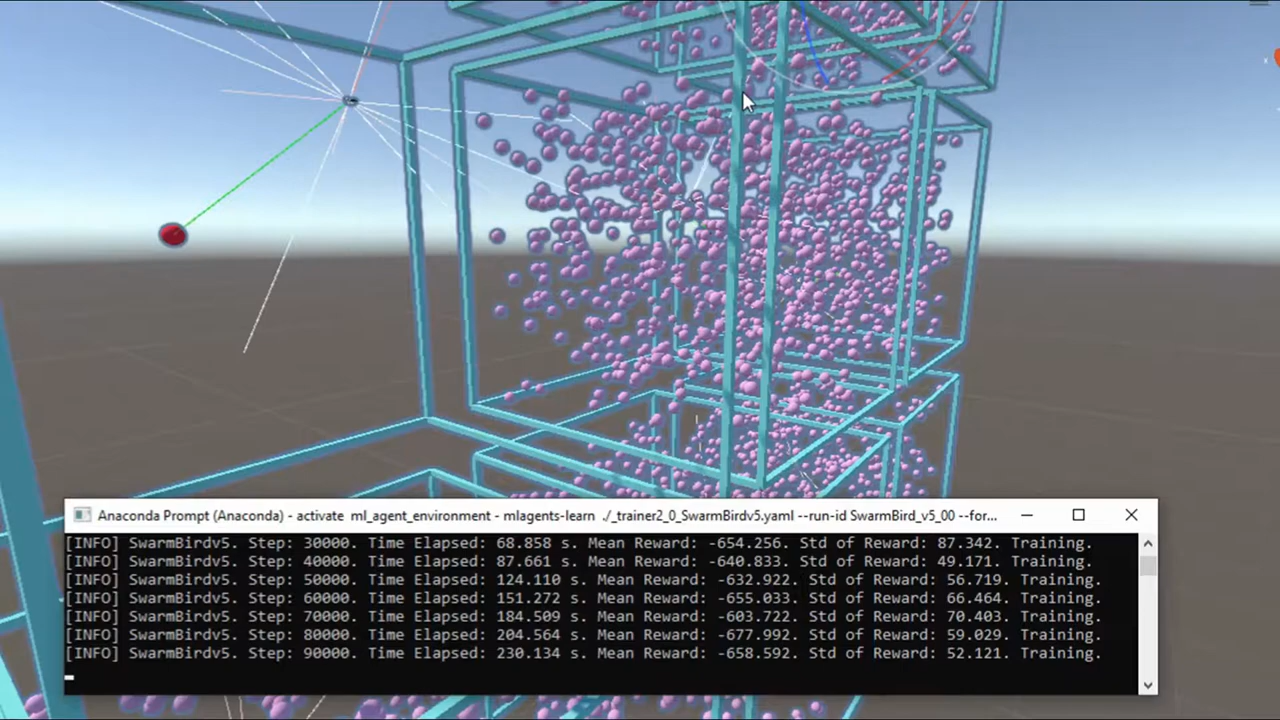 Anaconda Prompt (Anaconda) - activate ml_agent_environment - mlagents-learn ./_trainer2_0_SwarmBirdv5.yaml --run-id SwarmBird_v5_00 --for...
[INFO] SwarmBirdv5. Step: 30000. Time Elapsed: 68.858 s. Mean Reward: -654.256. Std of Reward: 87.342. Training.
[INFO] SwarmBirdv5. Step: 40000. Time Elapsed: 87.661 s. Mean Reward: -640.833. Std of Reward: 49.171. Training.
[INFO] SwarmBirdv5. Step: 50000. Time Elapsed: 124.110 s. Mean Reward: -632.922. Std of Reward: 56.719. Training.
[INFO] SwarmBirdv5. Step: 60000. Time Elapsed: 151.272 s. Mean Reward: -655.033. Std of Reward: 66.464. Training.
[INFO] SwarmBirdv5. Step: 70000. Time Elapsed: 184.509 s. Mean Reward: -603.722. Std of Reward: 70.403. Training.
[INFO] SwarmBirdv5. Step: 80000. Time Elapsed: 204.564 s. Mean Reward: -677.992. Std of Reward: 59.029. Training.
[INFO] SwarmBirdv5. Step: 90000. Time Elapsed: 230.134 s. Mean Reward: -658.592. Std of Reward: 52.121. Training.